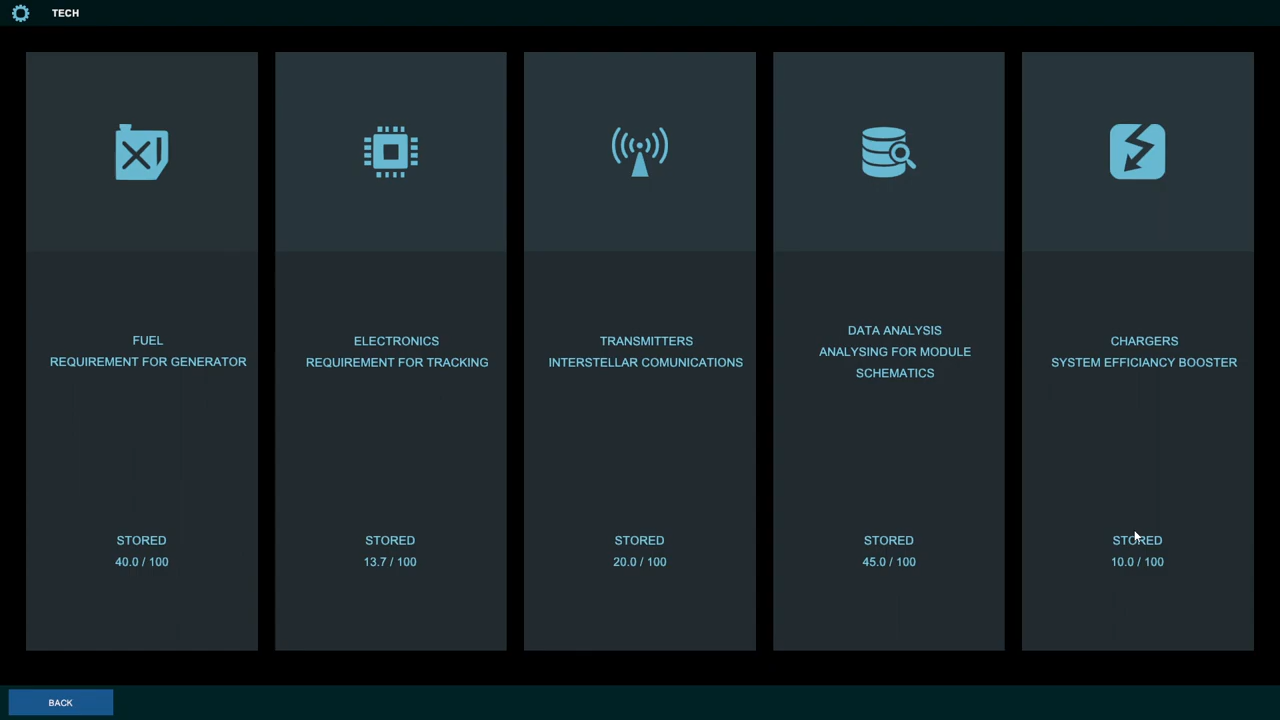 TECH
FUEL
REQUIREMENT FOR GENERATOR
STORED
40.0 / 100
ELECTRONICS
REQUIREMENT FOR TRACKING
STORED
13.7 / 100
TRANSMITTERS
INTERSTELLAR COMUNICATIONS
STORED
20.0 / 100
DATA ANALYSIS
ANALYSING FOR MODULE
SCHEMATICS
STORED
45.0 / 100
CHARGERS
SYSTEM EFFICIANCY BOOSTER
STORED
10.0 / 100
BACK